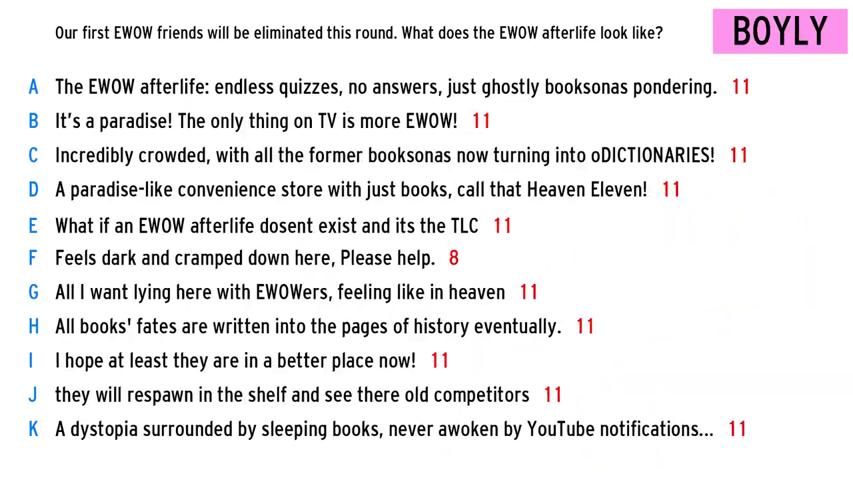 Our first EWOW friends will be eliminated this round. What does the EWOW afterlife look like?
BOYLY
A The EWOW afterlife: endless quizzes, no answers, just ghostly booksonas pondering. 11
B It's a paradise! The only thing on TV is more EWOW! 11
C Incredibly crowded, with all the former booksonas now turning into oDICTIONARIES! 11
D A paradise-like convenience store with just books, call that Heaven Eleven! 11
E What if an EWOW afterlife dosent exist and its the TLC 11
F Feels dark and cramped down here, Please help. 8
G All I want lying here with EWOWers, feeling like in heaven 11
H All books' fates are written into the pages of history eventually. 11
I I hope at least they are in a better place now! 11
J they will respawn in the shelf and see there old competitors 11
K A dystopia surrounded by sleeping books, never awoken by YouTube notifications... 11